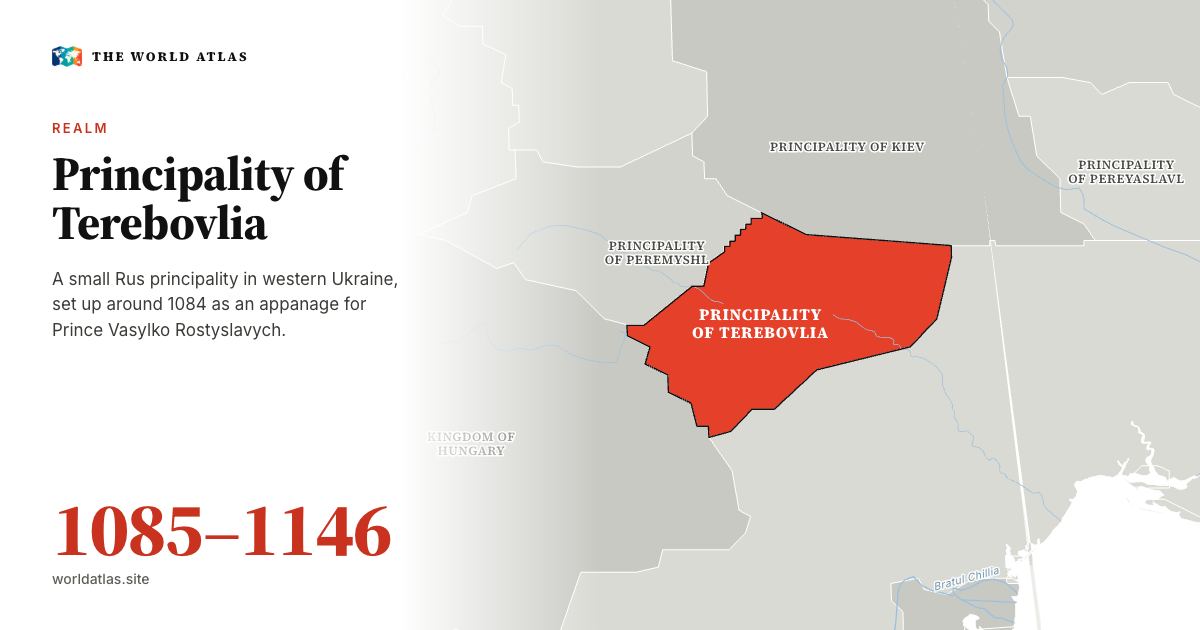 THE WORLD ATLAS
REALM
Principality of
Terebovlia
A small Rus principality in western Ukraine,
set up around 1084 as an appanage for
Prince Vasylko Rostyslavych.
1085–1146
worldatlas.site
PRINCIPALITY OF KIEV
PRINCIPALITY
OF PEREYASLAVL
PRINCIPALITY
OF PEREMYSHL
PRINCIPALITY
OF TEREBOVLIA
KINGDOM OF
HUNGARY
Bratul Chillia